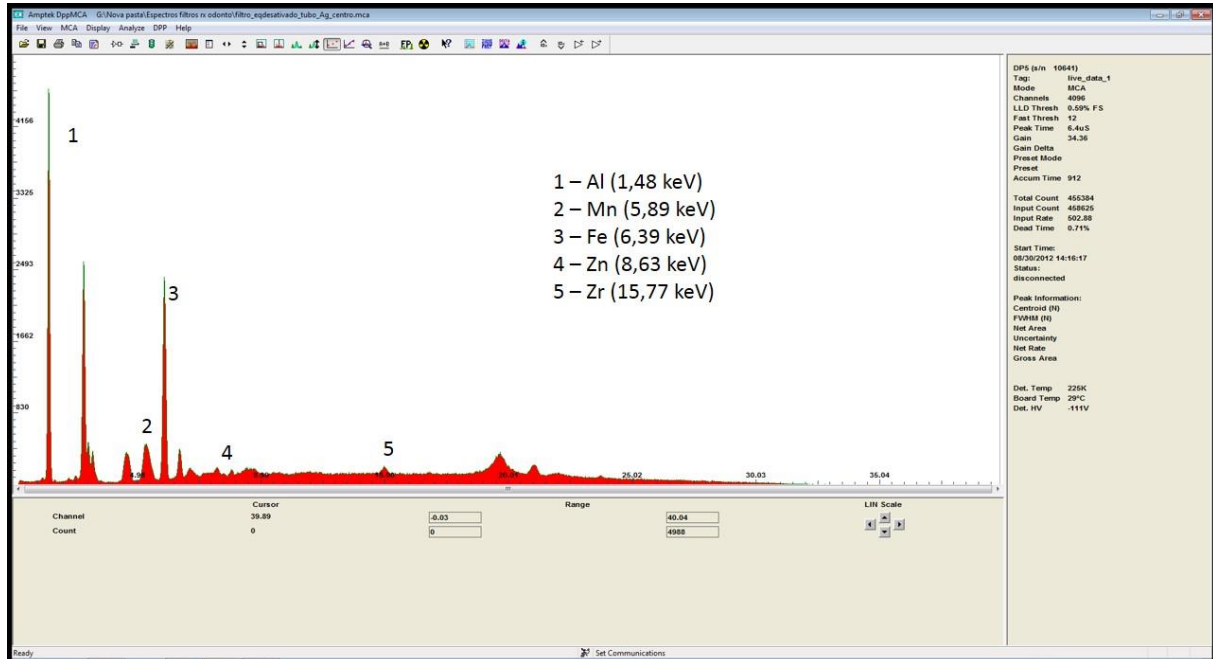 Amptek DppMCA G:\Nova pasta\Espectros filtros rx odonto\filtro_eqdesativado_tubo_Ag_centro.mca
File View MCA Display Analyze DPP Help
DP5 (s/n 10641)
Tag: live_data_1
Mode MCA
Channels 4096
LLD Thresh 0.59% FS
Fast Thresh 12
Peak Time 6.4uS
Gain 34.36
Gain Delta
Preset Mode
Preset
Accum Time 912
Total Count 455384
Input Count 458625
Input Rate 502.88
Dead Time 0.71%
Start Time:
08/30/2012 14:16:17
Status:
disconnected
Peak Information:
Centroid (N)
FWHM (N)
Net Area
Uncertainty
Net Rate
Gross Area
Det. Temp 225K
Board Temp 29°C
Det. HV -111V
4156
3325
2493
1662
830
1
2
3
4
5
1 – Al (1,48 keV)
2 – Mn (5,89 keV)
3 – Fe (6,39 keV)
4 – Zn (8,63 keV)
5 – Zr (15,77 keV)
25.02 30.03 35.04
Cursor Range LIN Scale
Channel 39.89 -0.03 40.04
Count 0 0 4988
Ready Set Communications